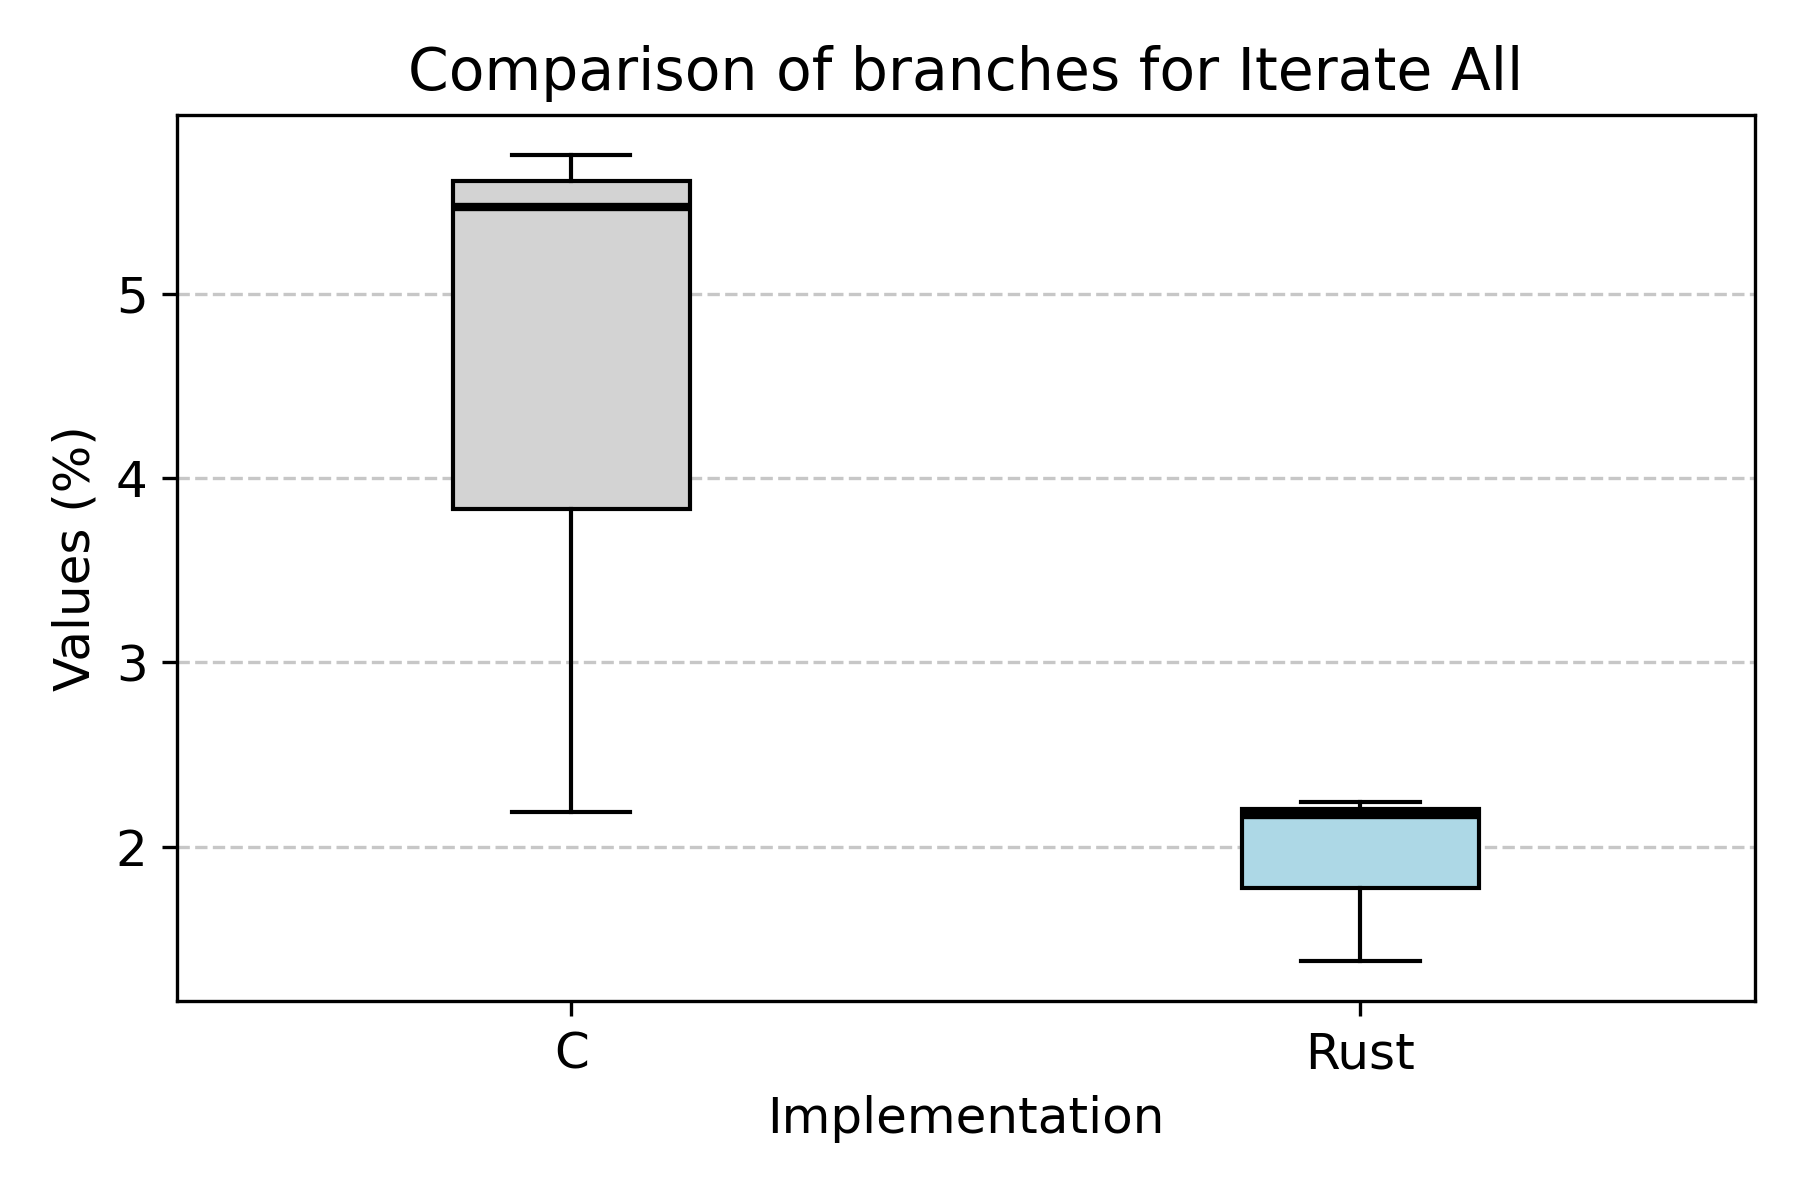 Comparison of branches for Iterate All
Values (%)
5
4
3
2
C
Rust
Implementation